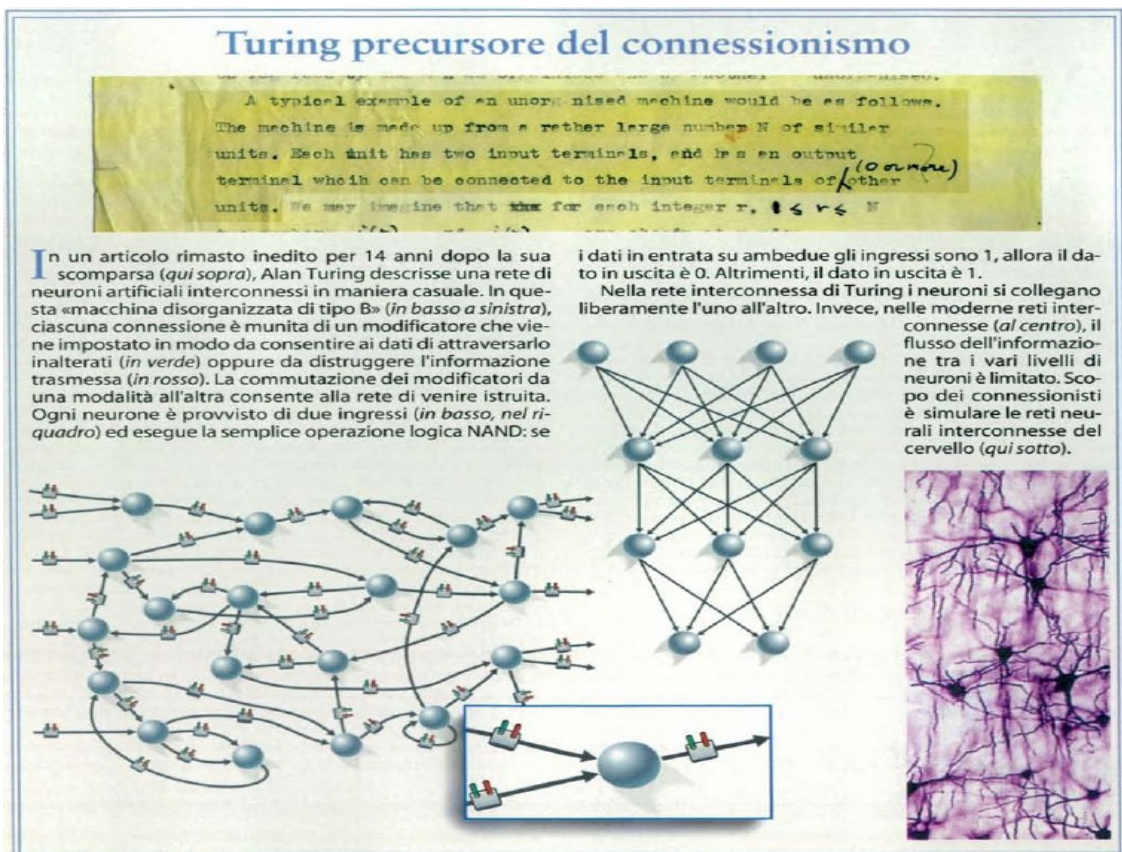 Turing precursore del connessionismo
A typical example of an unorganised machine would be as follows.
The machine is made up from a rather large number N of similar
units. Each unit has two input terminals, and has an output
terminal whcih can be connected to the input terminals of other
(0 or more)
units. We may imagine that for each integer r, 1 ≤ r ≤ N
In un articolo rimasto inedito per 14 anni dopo la sua
scomparsa (qui sopra), Alan Turing descrisse una rete di
neuroni artificiali interconnessi in maniera casuale. In que-
sta «macchina disorganizzata di tipo B» (in basso a sinistra),
ciascuna connessione è munita di un modificatore che vie-
ne impostato in modo da consentire ai dati di attraversarlo
inalterati (in verde) oppure da distruggere l'informazione
trasmessa (in rosso). La commutazione dei modificatori da
una modalità all'altra consente alla rete di venire istruita.
Ogni neurone è provvisto di due ingressi (in basso, nel ri-
quadro) ed esegue la semplice operazione logica NAND: se
i dati in entrata su ambedue gli ingressi sono 1, allora il da-
to in uscita è 0. Altrimenti, il dato in uscita è 1.
Nella rete interconnessa di Turing i neuroni si collegano
liberamente l'uno all'altro. Invece, nelle moderne reti inter-
connesse (al centro), il
flusso dell'informazio-
ne tra i vari livelli di
neuroni è limitato. Sco-
po dei connessionisti
è simulare le reti neu-
rali interconnesse del
cervello (qui sotto).